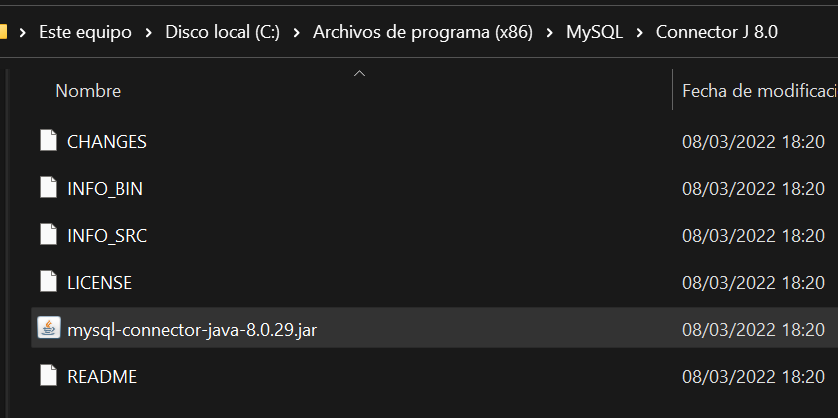 Este equipo > Disco local (C:) > Archivos de programa (x86) > MySQL > Connector J 8.0
Nombre Fecha de modificaci
CHANGES 08/03/2022 18:20
INFO_BIN 08/03/2022 18:20
INFO_SRC 08/03/2022 18:20
LICENSE 08/03/2022 18:20
mysql-connector-java-8.0.29.jar 08/03/2022 18:20
README 08/03/2022 18:20